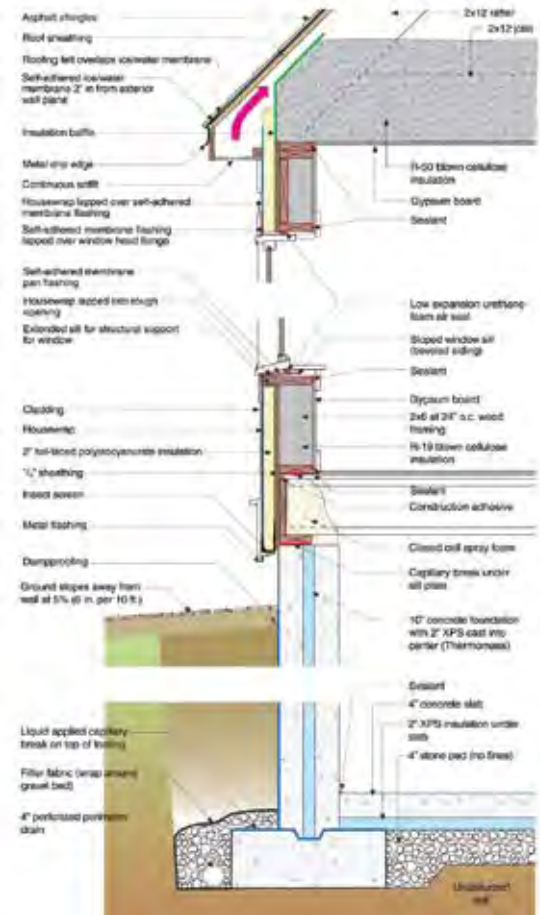 Asphalt shingles
Roof sheathing
Roofing felt overlaps ice/water membrane
Self-adhered ice/water
membrane 2' in from exterior
wall plane
Insulation baffle
Metal drip edge
Continuous soffit
Housewrap lapped over self-adhered
membrane flashing
Self-adhered membrane flashing
lapped over window head flange
Self-adhered membrane
pan flashing
Housewrap lapped into rough
opening
Extended sill for structural support
for window
Cladding
Housewrap
2" foil-faced polyisocyanurate insulation
sheathing
Insect screen
Metal flashing
Dampproofing
Ground slopes away from
wall at 5% (6 in. per 10 ft.)
Liquid applied capillary
break on top of footing
Filter fabric (wrap around
gravel bed)
4" perforated perimeter
drain
2x12 rafter
2x12 joist
R-50 blown cellulose
insulation
Gypsum board
Sealant
Low expansion urethane
foam air seal
Sloped window sill
(beveled siding)
Sealant
Gypsum board
2x6 at 24" o.c. wood
framing
R-19 blown cellulose
insulation
Sealant
Construction adhesive
Closed cell spray foam
Capillary break under
sill plate
10" concrete foundation
with 2" XPS cast into
center (Thermomass)
Sealant
4" concrete slab
2" XPS insulation under
slab
4" stone pad (no fines)
Undisturbed
soil